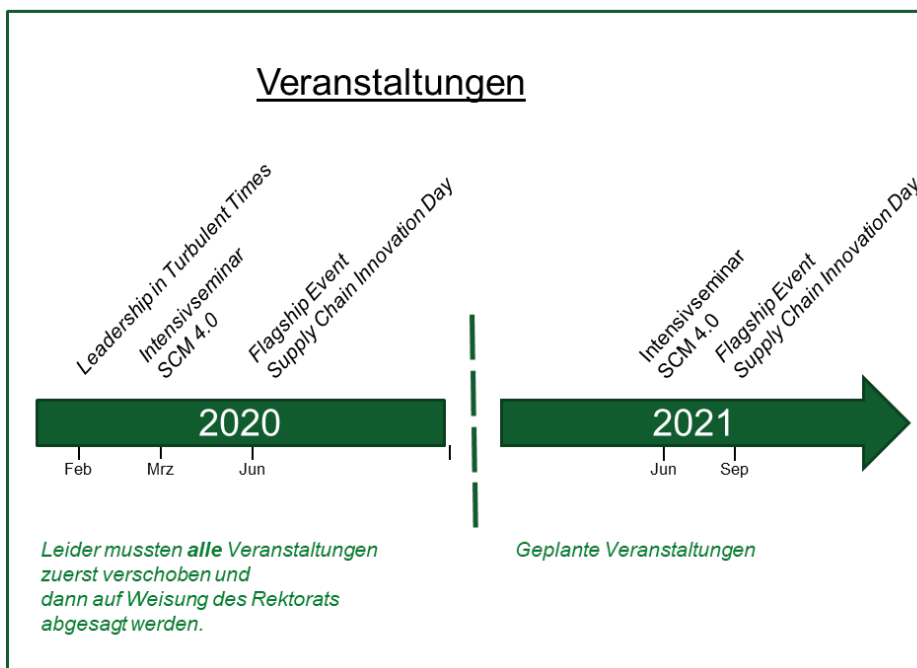 Veranstaltungen
Leadership in Turbulent Times
Intensivseminar
SCM 4.0
Flagship Event
Supply Chain Innovation Day
Intensivseminar
SCM 4.0
Flagship Event
Supply Chain Innovation Day
2020
2021
Feb
Mrz
Jun
Jun
Sep
Leider mussten alle Veranstaltungen
zuerst verschoben und
dann auf Weisung des Rektorats
abgesagt werden.
Geplante Veranstaltungen